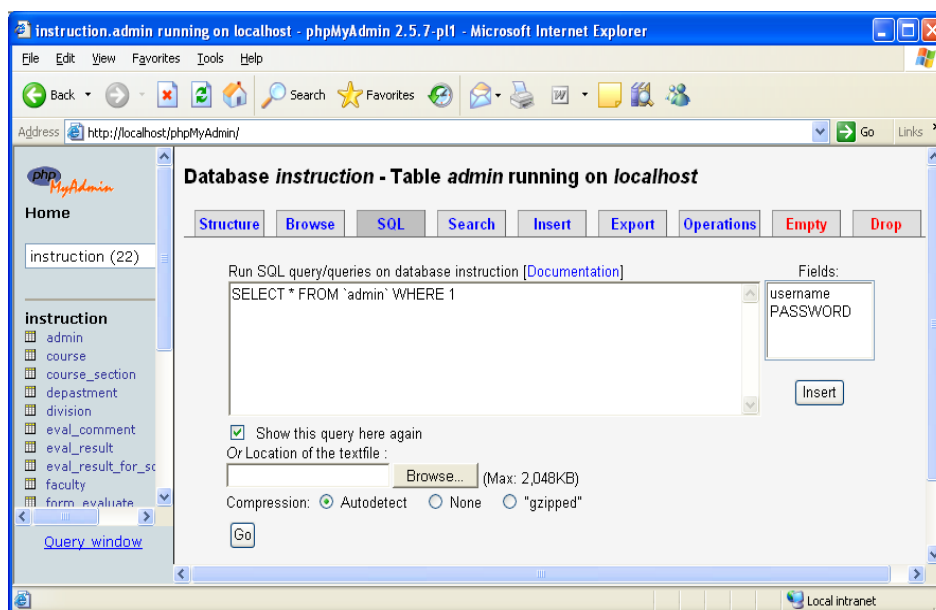 instruction.admin running on localhost - phpMyAdmin 2.5.7-pl1 - Microsoft Internet Explorer
File Edit View Favorites Tools Help
Back Search Favorites
Address http://localhost/phpMyAdmin/ Go Links
php
MyAdmin
Home
instruction (22)
instruction
admin
course
course_section
depastment
division
eval_comment
eval_result
eval_result_for_sc
faculty
form_evaluate
Query window
Database instruction - Table admin running on localhost
Structure Browse SQL Search Insert Export Operations Empty Drop
Run SQL query/queries on database instruction [Documentation]
Fields:
SELECT * FROM `admin` WHERE 1
username
PASSWORD
Insert
Show this query here again
Or Location of the textfile :
Browse... (Max: 2,048KB)
Compression: Autodetect None "gzipped"
Go
Local intranet